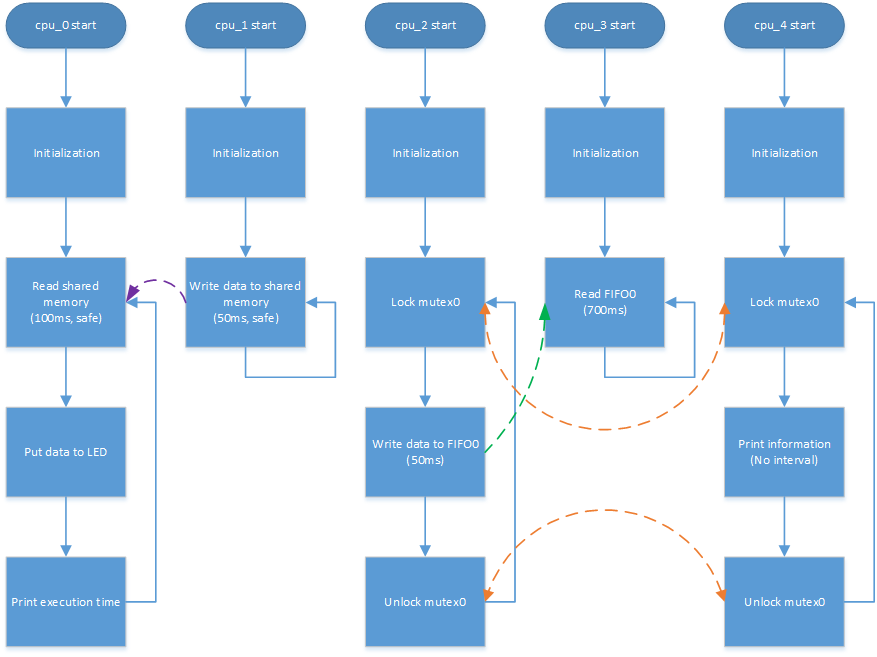 cpu_0 start
cpu_1 start
cpu_2 start
cpu_3 start
cpu_4 start
Initialization
Initialization
Initialization
Initialization
Initialization
Read shared
memory
(100ms, safe)
Write data to shared
memory
(50ms, safe)
Lock mutex0
Read FIFO0
(700ms)
Lock mutex0
Put data to LED
Write data to FIFO0
(50ms)
Print information
(No interval)
Print execution time
Unlock mutex0
Unlock mutex0